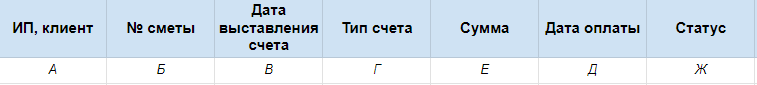 ИП, клиент
№ сметы
Дата
выставления
счета
Тип счета
Сумма
Дата оплаты
Статус
А
Б
В
Г
Е
Д
Ж